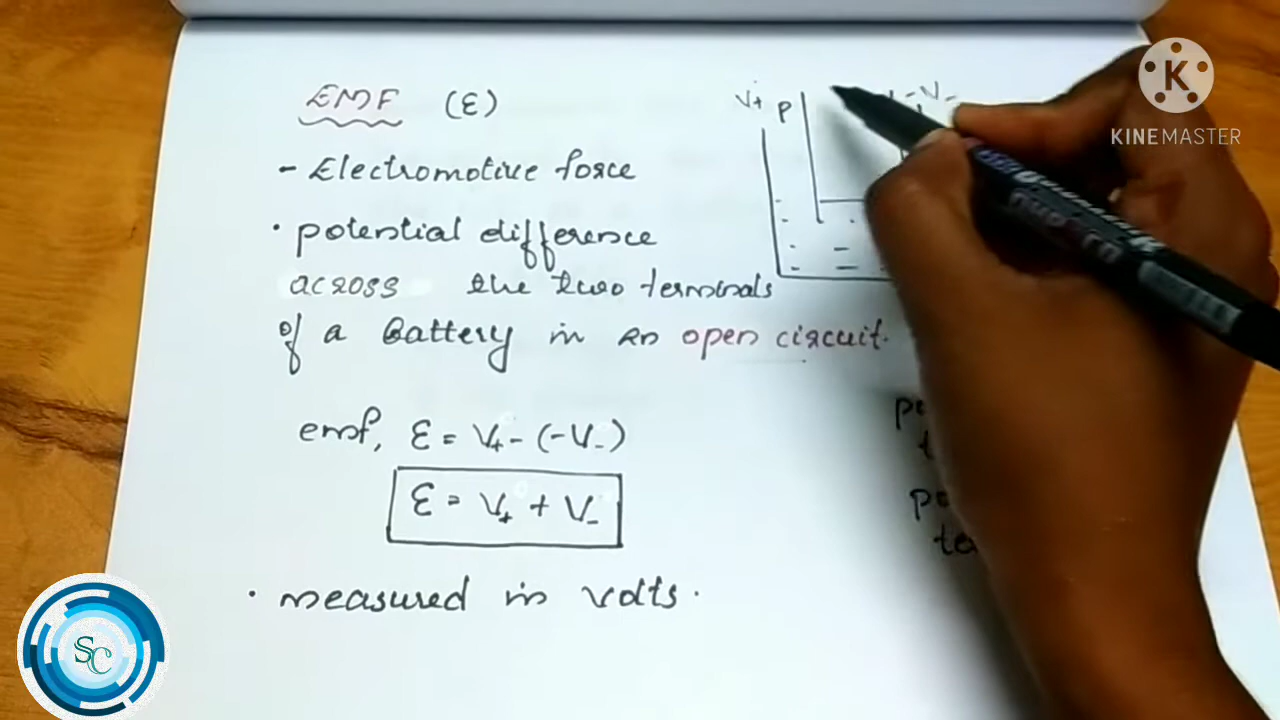 EMF (ε)
- Electromotive force
• potential difference
across the two terminals
of a Battery in an open circuit.
emf, ε = V₊ - (-V₋)
ε = V₊ + V₋
• measured in volts.
V+ P
-V-
KINEMASTER
SC